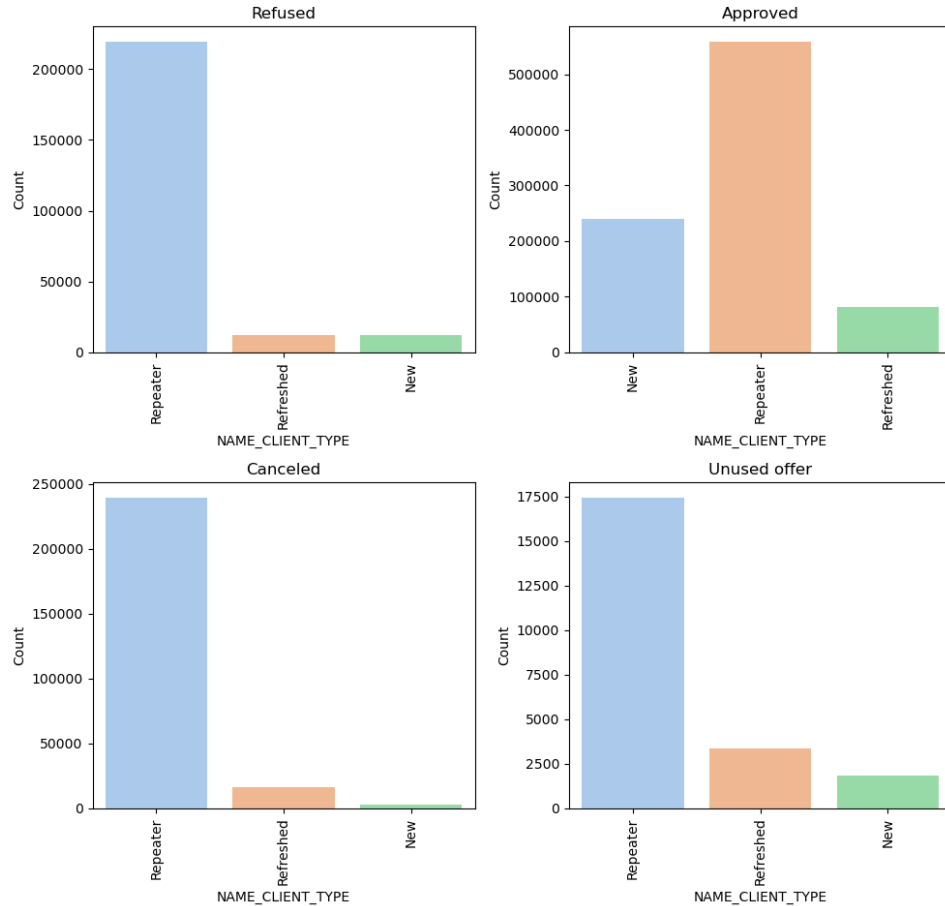 Refused
200000
150000
100000
50000
0
Count
Repeater
Refreshed
New
NAME_CLIENT_TYPE
Approved
500000
400000
300000
200000
100000
0
Count
New
Repeater
Refreshed
NAME_CLIENT_TYPE
Canceled
250000
200000
150000
100000
50000
0
Count
Repeater
Refreshed
New
NAME_CLIENT_TYPE
Unused offer
17500
15000
12500
10000
7500
5000
2500
0
Count
Repeater
Refreshed
New
NAME_CLIENT_TYPE